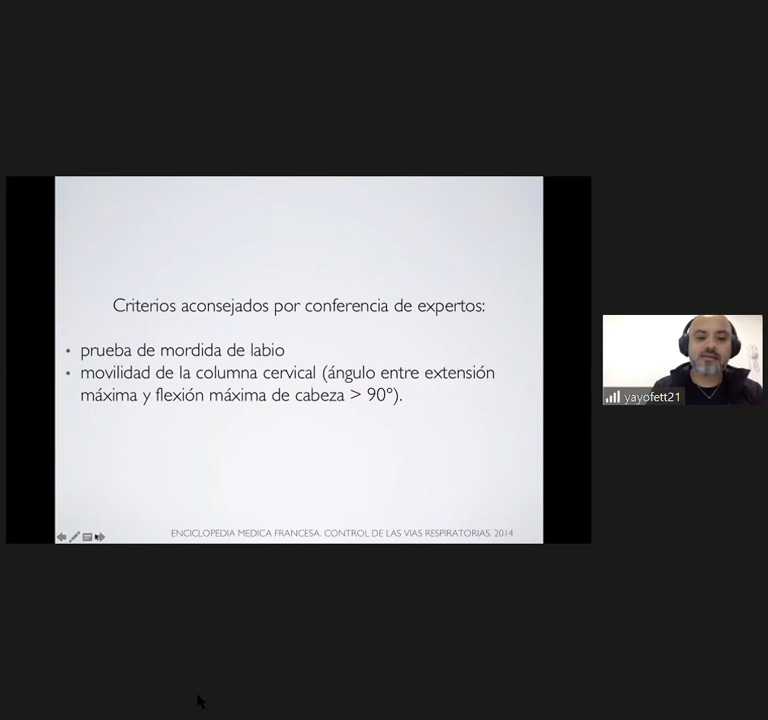 Criterios aconsejados por conferencia de expertos:
• prueba de mordida de labio
• movilidad de la columna cervical (ángulo entre extensión
máxima y flexión máxima de cabeza > 90°).
ENCICLOPEDIA MEDICA FRANCESA. CONTROL DE LAS VIAS RESPIRATORIAS. 2014
yayofett21